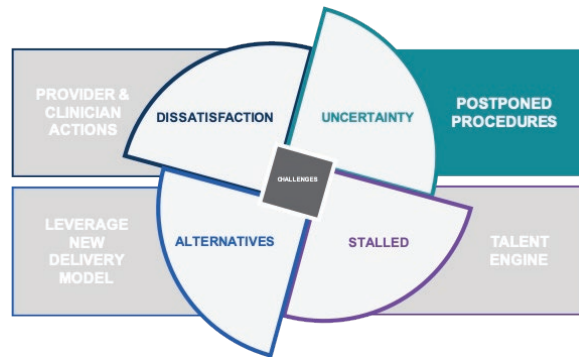 PROVIDER &
CLINICIAN
ACTIONS
DISSATISFACTION
UNCERTAINTY
POSTPONED
PROCEDURES
CHALLENGES
LEVERAGE
NEW
DELIVERY
MODEL
ALTERNATIVES
STALLED
TALENT
ENGINE